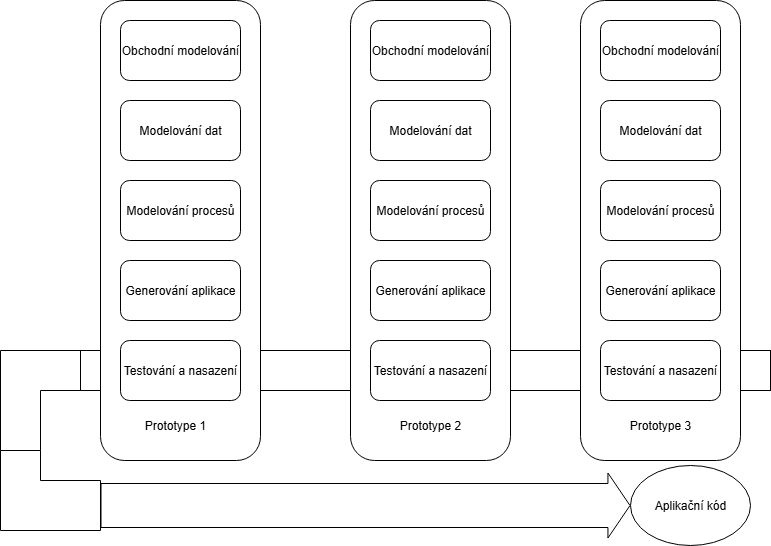 Obchodní modelování
Modelování dat
Modelování procesů
Generování aplikace
Testování a nasazení
Prototype 1
Obchodní modelování
Modelování dat
Modelování procesů
Generování aplikace
Testování a nasazení
Prototype 2
Obchodní modelování
Modelování dat
Modelování procesů
Generování aplikace
Testování a nasazení
Prototype 3
Aplikační kód